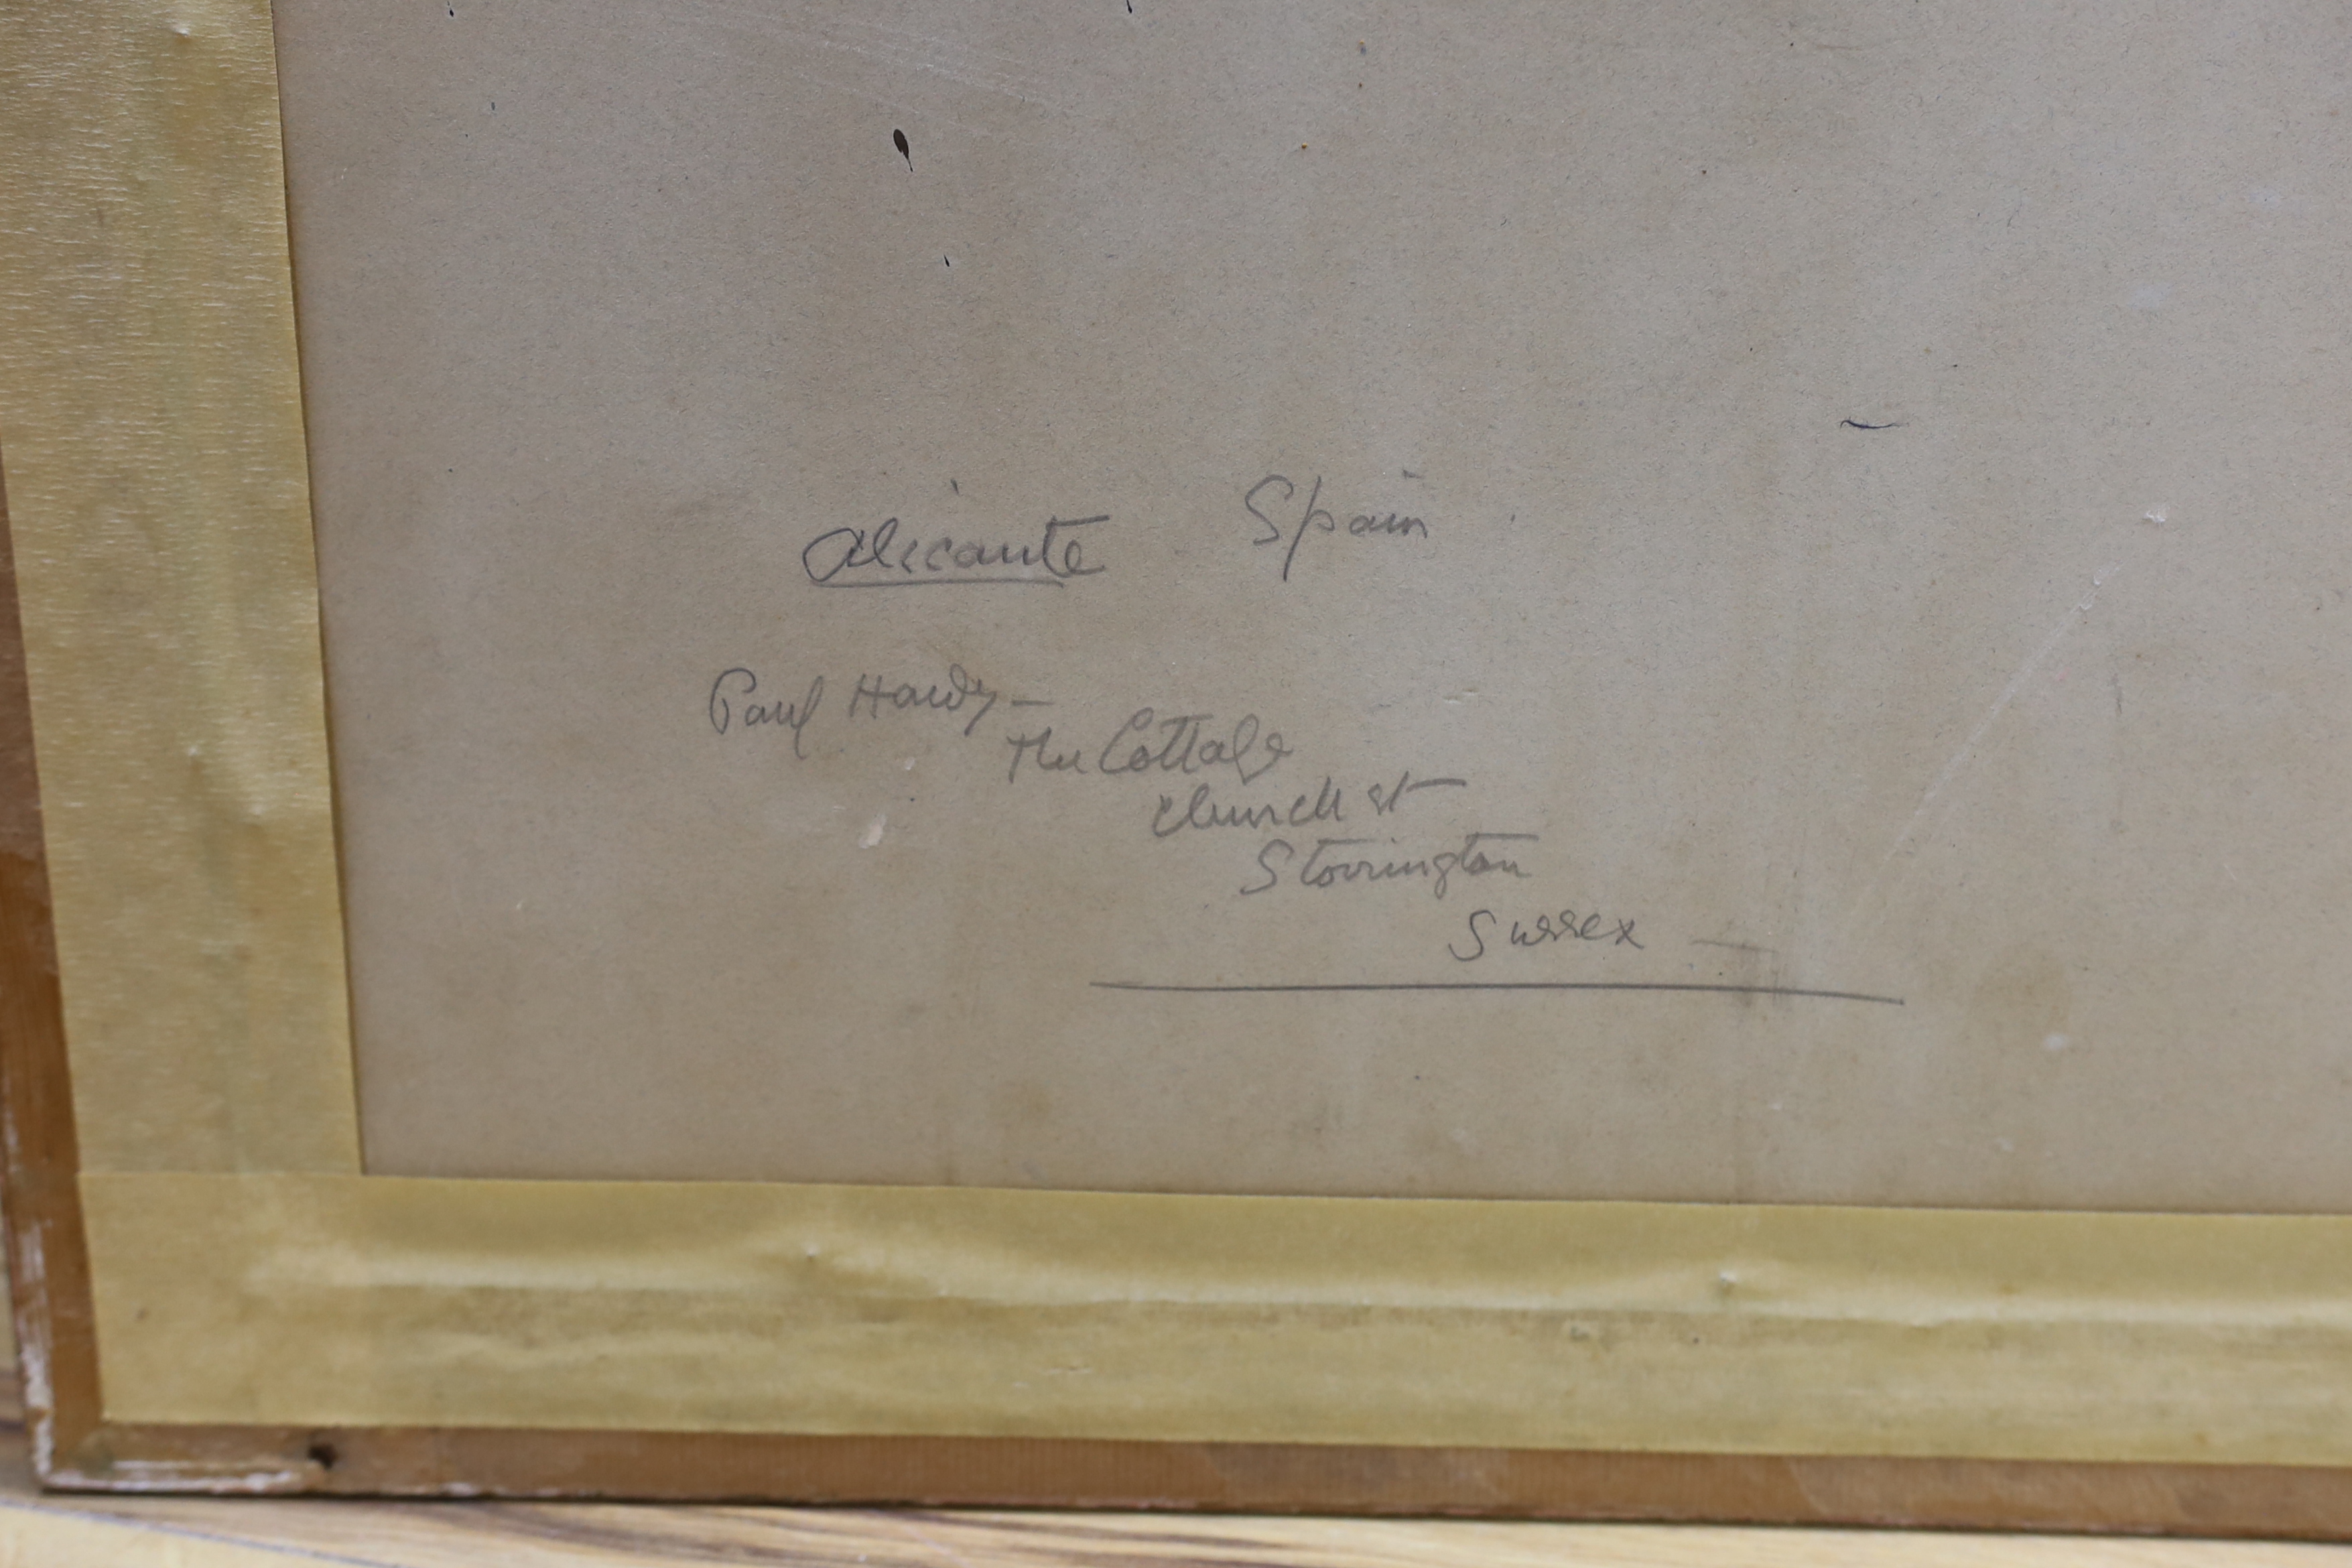 Alicante Spain
Paul Hardy -
The Cottage
Church St
Storrington
Sussex